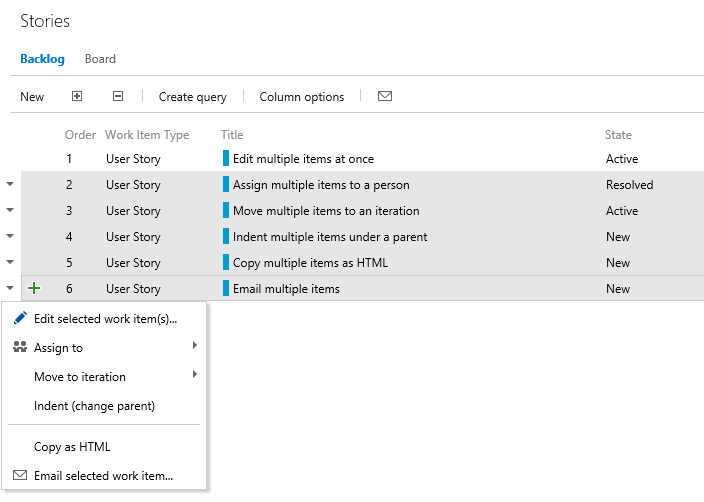 Stories
Backlog Board
New Create query Column options
Order Work Item Type Title State
1 User Story Edit multiple items at once Active
2 User Story Assign multiple items to a person Resolved
3 User Story Move multiple items to an iteration Active
4 User Story Indent multiple items under a parent New
5 User Story Copy multiple items as HTML New
6 User Story Email multiple items New
Edit selected work item(s)...
Assign to
Move to iteration
Indent (change parent)
Copy as HTML
Email selected work item...